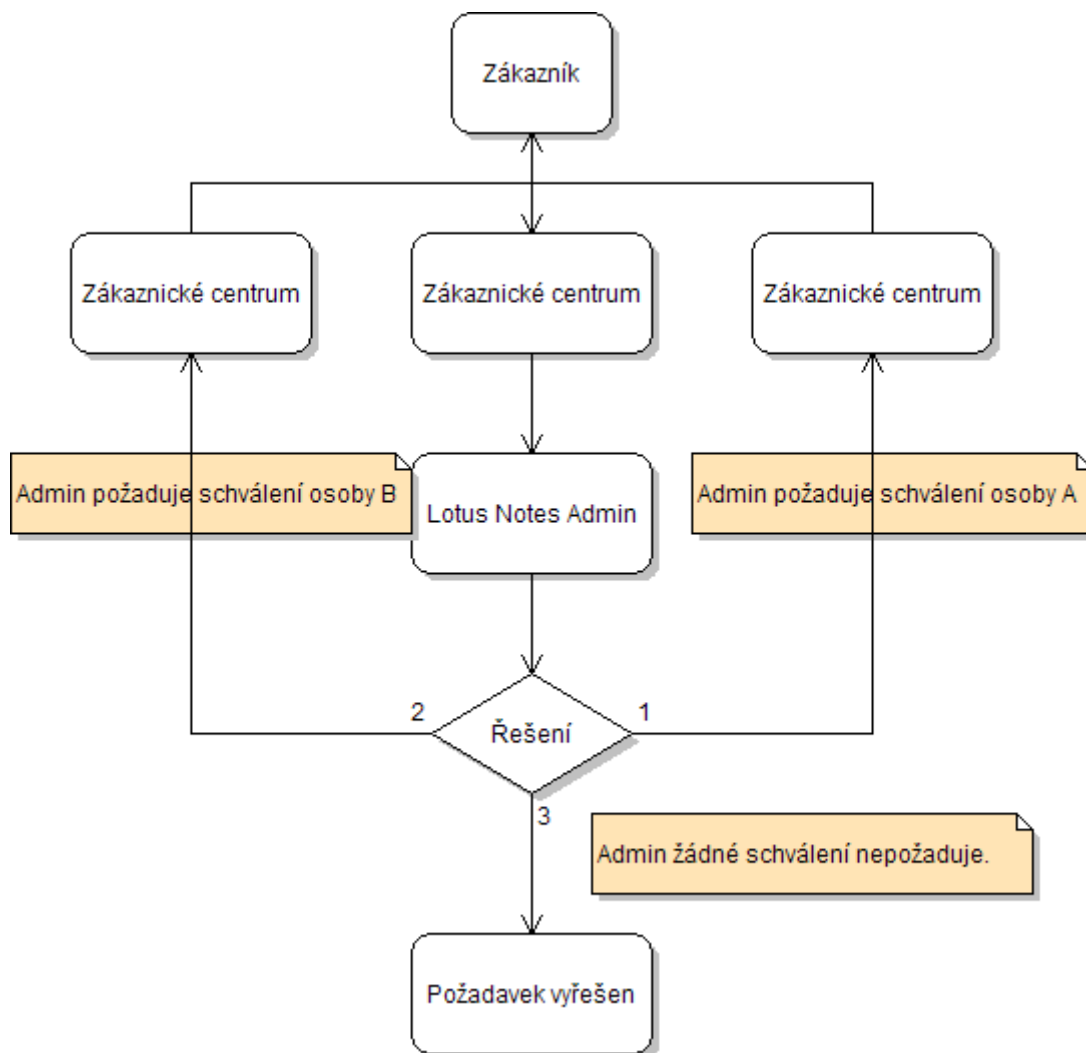 Zákazník
Zákaznické centrum
Zákaznické centrum
Zákaznické centrum
Admin požaduje schválení osoby B
Lotus Notes Admin
Admin požaduje schválení osoby A
2
Řešení
1
3
Admin žádné schválení nepožaduje.
Požadavek vyřešen